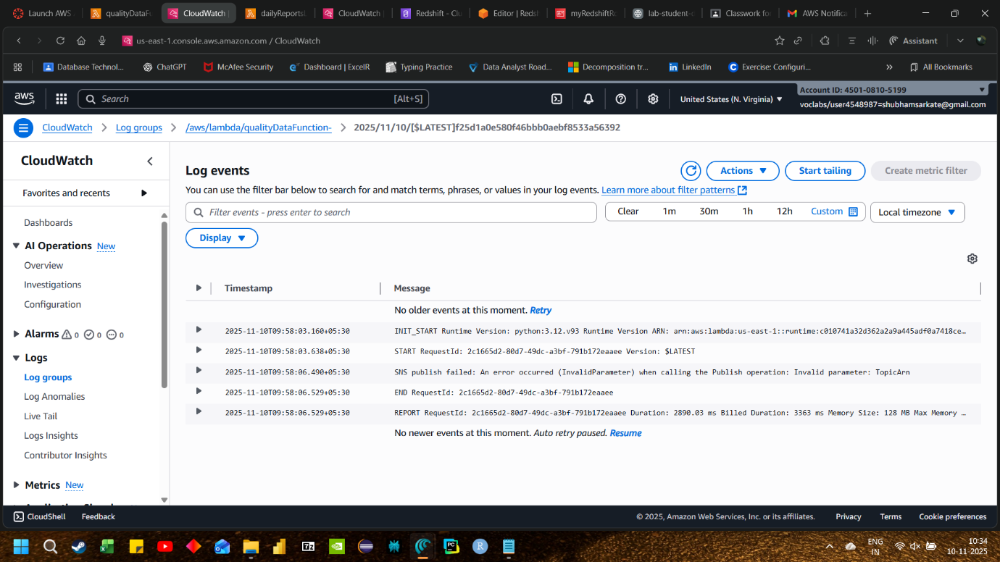 Launch AWS
qualityDataF
CloudWatch
dailyReports
CloudWatch
Redshift - Clu
Editor | Reds
myRedshiftR
lab-student-
Classwork fo
AWS Notifica
us-east-1.console.aws.amazon.com / CloudWatch
Assistant
Database Technol...
ChatGPT
McAfee Security
Dashboard | ExcelR
Typing Practice
Data Analyst Road...
Decomposition tr...
LinkedIn
Exercise: Configuri...
All Bookmarks
aws
Search
[Alt+S]
United States (N. Virginia)
Account ID: 4501-0810-5199
voclabs/user4548987=shubhamsarkate@gmail.com
CloudWatch
Log groups
/aws/lambda/qualityDataFunction-
2025/11/10/[$LATEST]f25d1a0e580f46bbb0aebf8533a56392
CloudWatch
Favorites and recents
Dashboards
AI Operations New
Overview
Investigations
Configuration
Alarms 0 0 0
Logs
Log groups
Log Anomalies
Live Tail
Logs Insights
Contributor Insights
Metrics New
Log events
Actions
Start tailing
Create metric filter
You can use the filter bar below to search for and match terms, phrases, or values in your log events. Learn more about filter patterns
Filter events - press enter to search
Clear 1m 30m 1h 12h Custom
Local timezone
Display
Timestamp Message
No older events at this moment. Retry
2025-11-10T09:58:03.160+05:30 INIT_START Runtime Version: python:3.12.v93 Runtime Version ARN: arn:aws:lambda:us-east-1::runtime:c010741a32d362a2a9a445adf0a7418ce…
2025-11-10T09:58:03.638+05:30 START RequestId: 2c1665d2-80d7-49dc-a3bf-791b172eaaee Version: $LATEST
2025-11-10T09:58:06.490+05:30 SNS publish failed: An error occurred (InvalidParameter) when calling the Publish operation: Invalid parameter: TopicArn
2025-11-10T09:58:06.529+05:30 END RequestId: 2c1665d2-80d7-49dc-a3bf-791b172eaaee
2025-11-10T09:58:06.529+05:30 REPORT RequestId: 2c1665d2-80d7-49dc-a3bf-791b172eaaee Duration: 2890.03 ms Billed Duration: 3363 ms Memory Size: 128 MB Max Memory …
No newer events at this moment. Auto retry paused. Resume
CloudShell
Feedback
© 2025, Amazon Web Services, Inc. or its affiliates.
Privacy
Terms
Cookie preferences
ENG
IN
10:34
10-11-2025